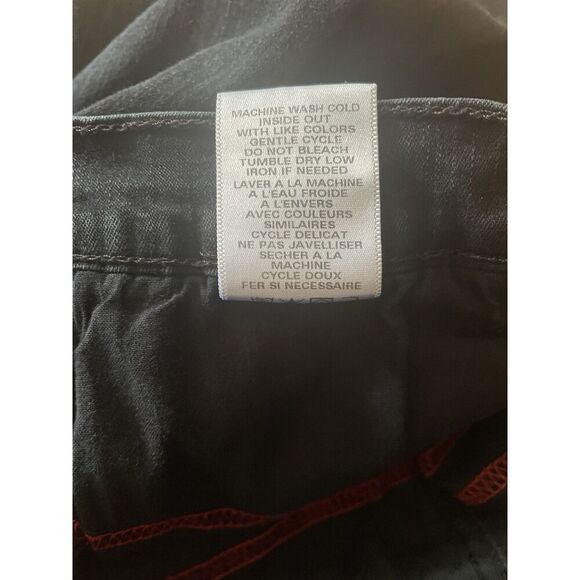 MACHINE WASH COLD
INSIDE OUT
WITH LIKE COLORS
GENTLE CYCLE
DO NOT BLEACH
TUMBLE DRY LOW
IRON IF NEEDED
LAVER A LA MACHINE
A L'EAU FROIDE
A L'ENVERS
AVEC COULEURS
SIMILAIRES
CYCLE DELICAT
NE PAS JAVELLISER
SECHER A LA
MACHINE
CYCLE DOUX
FER SI NECESSAIRE